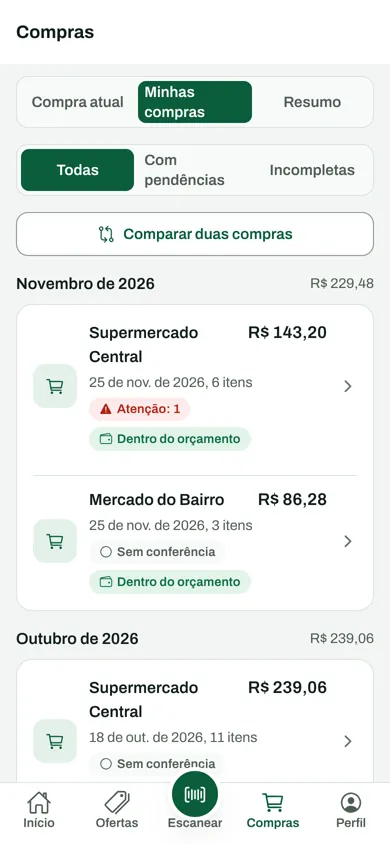 Compras
Compra atual
Minhas
compras
Resumo
Todas
Com
pendências
Incompletas
Comparar duas compras
Novembro de 2026
R$ 229,48
Supermercado
Central
R$ 143,20
25 de nov. de 2026, 6 itens
Atenção: 1
Dentro do orçamento
Mercado do Bairro
R$ 86,28
25 de nov. de 2026, 3 itens
Sem conferência
Dentro do orçamento
Outubro de 2026
R$ 239,06
Supermercado
Central
R$ 239,06
18 de out. de 2026, 11 itens
Sem conferência
Início
Ofertas
Escanear
Compras
Perfil